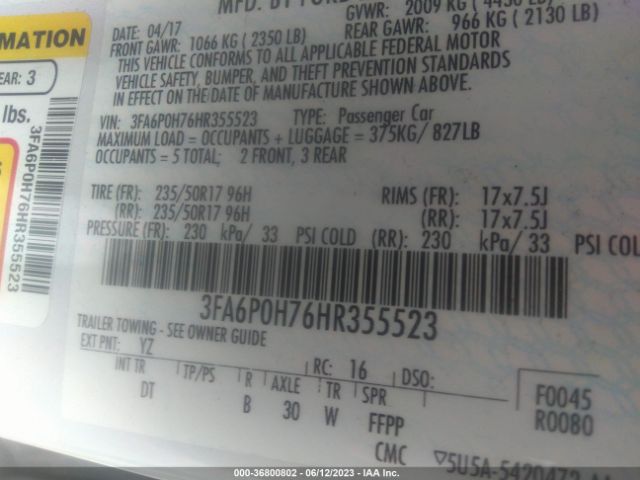 MFD. BY FORD
DATE: 04/17
GVWR: 2009 KG (
FRONT GAWR: 1066 KG ( 2350 LB)
REAR GAWR: 966 KG ( 2130 LB)
THIS VEHICLE CONFORMS TO ALL APPLICABLE FEDERAL MOTOR
VEHICLE SAFETY, BUMPER, AND THEFT PREVENTION STANDARDS
IN EFFECT ON THE DATE OF MANUFACTURE SHOWN ABOVE.
VIN: 3FA6P0H76HR355523 TYPE: Passenger Car
MAXIMUM LOAD = OCCUPANTS + LUGGAGE = 375KG/ 827LB
OCCUPANTS = 5 TOTAL; 2 FRONT, 3 REAR
TIRE (FR): 235/50R17 96H RIMS (FR): 17x7.5J
(RR): 235/50R17 96H (RR): 17x7.5J
PRESSURE (FR): 230 kPa/ 33 PSI COLD (RR): 230 kPa/ 33 PSI COLD
3FA6P0H76HR355523
TRAILER TOWING - SEE OWNER GUIDE
EXT PNT: YZ RC: 16 DSO:
INT TR TP/PS R AXLE TR SPR
DT B 30 W FFPP
F0045
R0080
CMC
MATION
EAR: 3
lbs.
3FA6P0H76HR355523
000-36800802 - 06/12/2023 - IAA Inc.